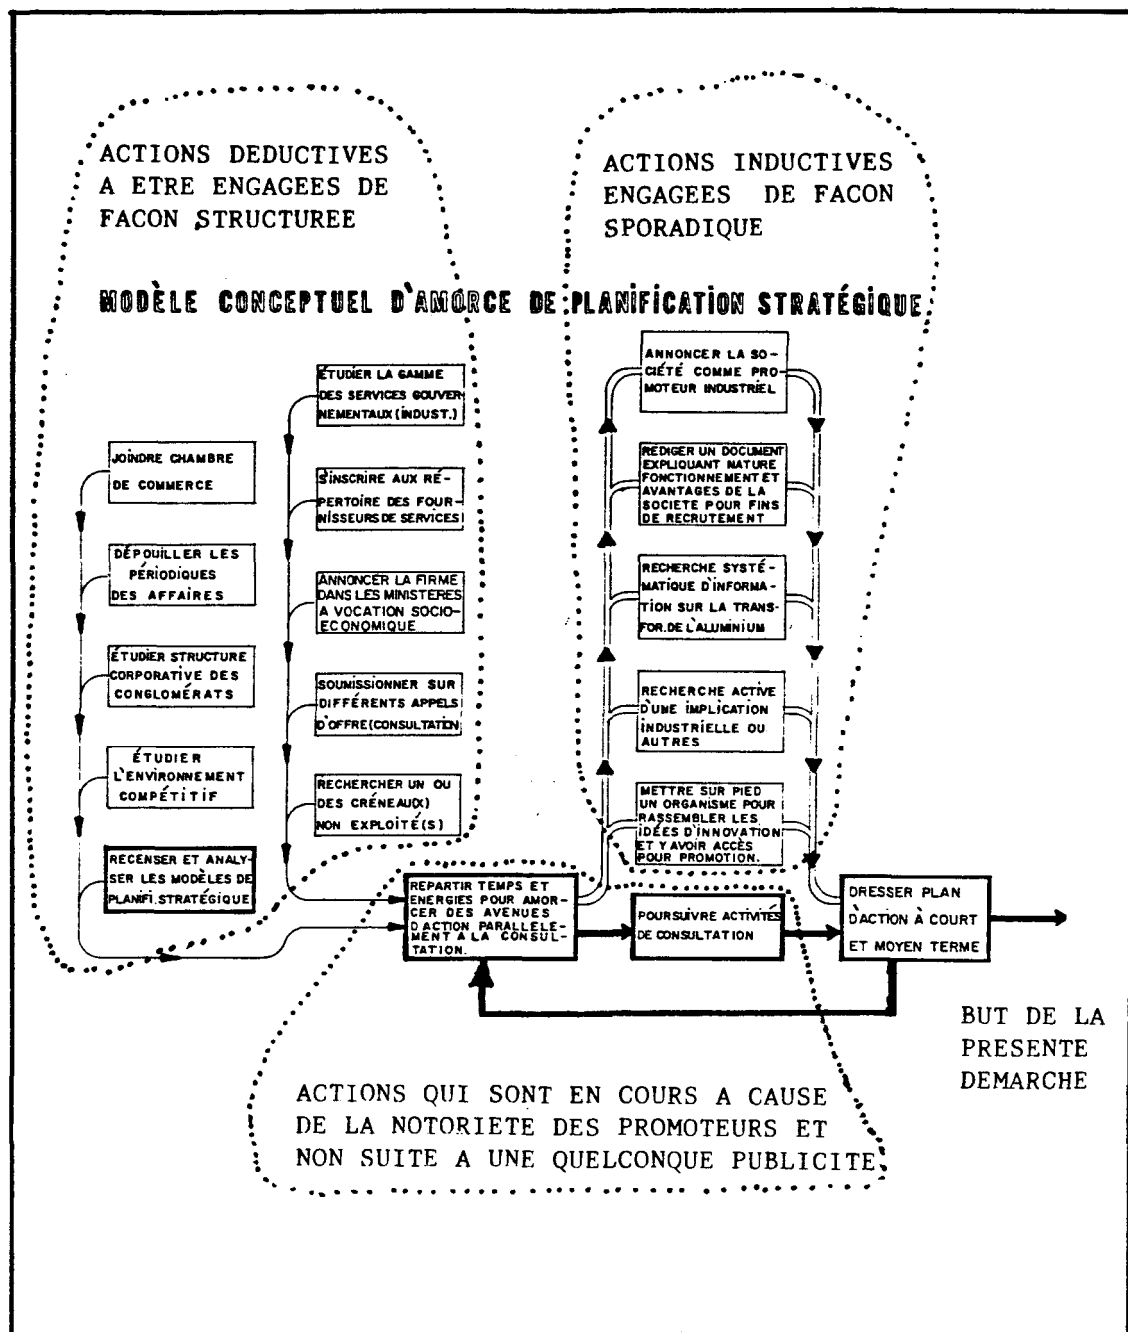 ACTIONS DEDUCTIVES
A ETRE ENGAGEES DE
FACON STRUCTUREE
ACTIONS INDUCTIVES
ENGAGEES DE FACON
SPORADIQUE
MODÈLE CONCEPTUEL D'AMORCE DE PLANIFICATION STRATÉGIQUE
JOINDRE CHAMBRE
DE COMMERCE
DÉPOUILLER LES
PÉRIODIQUES
DES AFFAIRES
ÉTUDIER STRUCTURE
CORPORATIVE DES
CONGLOMÉRATS
ÉTUDIER
L'ENVIRONNEMENT
COMPÉTITIF
RECENSER ET ANALY-
SER LES MODÈLES DE
PLANIFI. STRATÉGIQUE
ÉTUDIER LA GAMME
DES SERVICES GOUVER-
NEMENTAUX (INDUST.)
S'INSCRIRE AUX RÉ-
PERTOIRE DES FOUR-
NISSEURS DE SERVICES
ANNONCER LA FIRME
DANS LES MINISTERES
A VOCATION SOCIO-
ECONOMIQUE
SOUMISSIONNER SUR
DIFFÉRENTS APPELS
D'OFFRE (CONSULTATION
RECHERCHER UN OU
DES CRÉNEAU(X)
NON EXPLOITÉ(S)
ANNONCER LA SO-
CIÉTÉ COMME PRO-
MOTEUR INDUSTRIEL
REDIGER UN DOCUMENT
EXPLIQUANT NATURE
FONCTIONNEMENT ET
AVANTAGES DE LA
SOCIETE POUR FINS
DE RECRUTEMENT
RECHERCHE SYSTÉ-
MATIQUE D'INFORMA-
TION SUR LA TRANS-
FOR. DE L'ALUMINIUM
RECHERCHE ACTIVE
D'UNE IMPLICATION
INDUSTRIELLE OU
AUTRES
METTRE SUR PIED
UN ORGANISME POUR
RASSEMBLER LES
IDÉES D'INNOVATION
ET Y AVOIR ACCÈS
POUR PROMOTION.
REPARTIR TEMPS ET
ENERGIES POUR AMOR-
CER DES AVENUES
D'ACTION PARALLELE-
MENT A LA CONSUL-
TATION.
POURSUIVRE ACTIVITÉS
DE CONSULTATION
DRESSER PLAN
D'ACTION À COURT
ET MOYEN TERME
BUT DE LA
PRESENTE
DEMARCHE
ACTIONS QUI SONT EN COURS A CAUSE
DE LA NOTORIETE DES PROMOTEURS ET
NON SUITE A UNE QUELCONQUE PUBLICITE